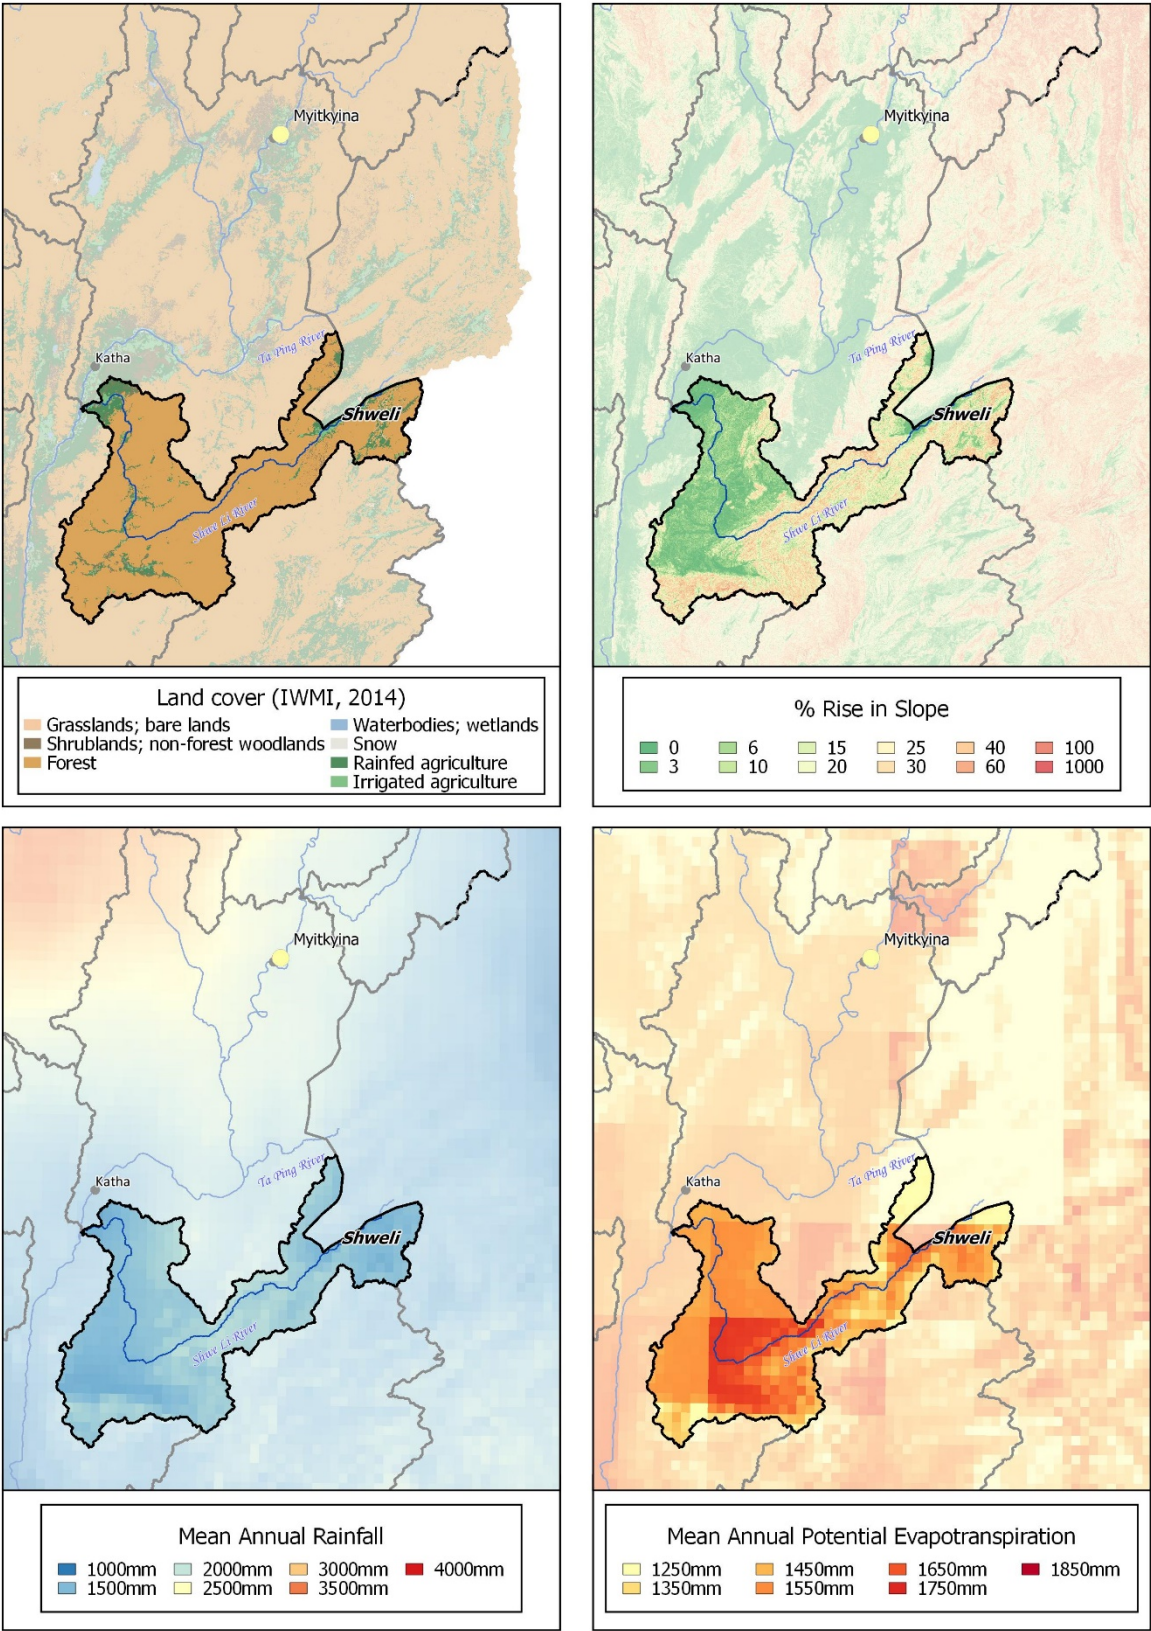 Myitkyina
Katha
Ta Ping River
Shweli
Shwe Li River
Land cover (IWMI, 2014)
Grasslands; bare lands
Shrublands; non-forest woodlands
Forest
Waterbodies; wetlands
Snow
Rainfed agriculture
Irrigated agriculture
Myitkyina
Katha
Ta Ping River
Shweli
Shwe Li River
% Rise in Slope
0 6 15 25 40 100
3 10 20 30 60 1000
Myitkyina
Katha
Ta Ping River
Shweli
Shwe Li River
Mean Annual Rainfall
1000mm 2000mm 3000mm 4000mm
1500mm 2500mm 3500mm
Myitkyina
Katha
Ta Ping River
Shweli
Shwe Li River
Mean Annual Potential Evapotranspiration
1250mm 1450mm 1650mm 1850mm
1350mm 1550mm 1750mm